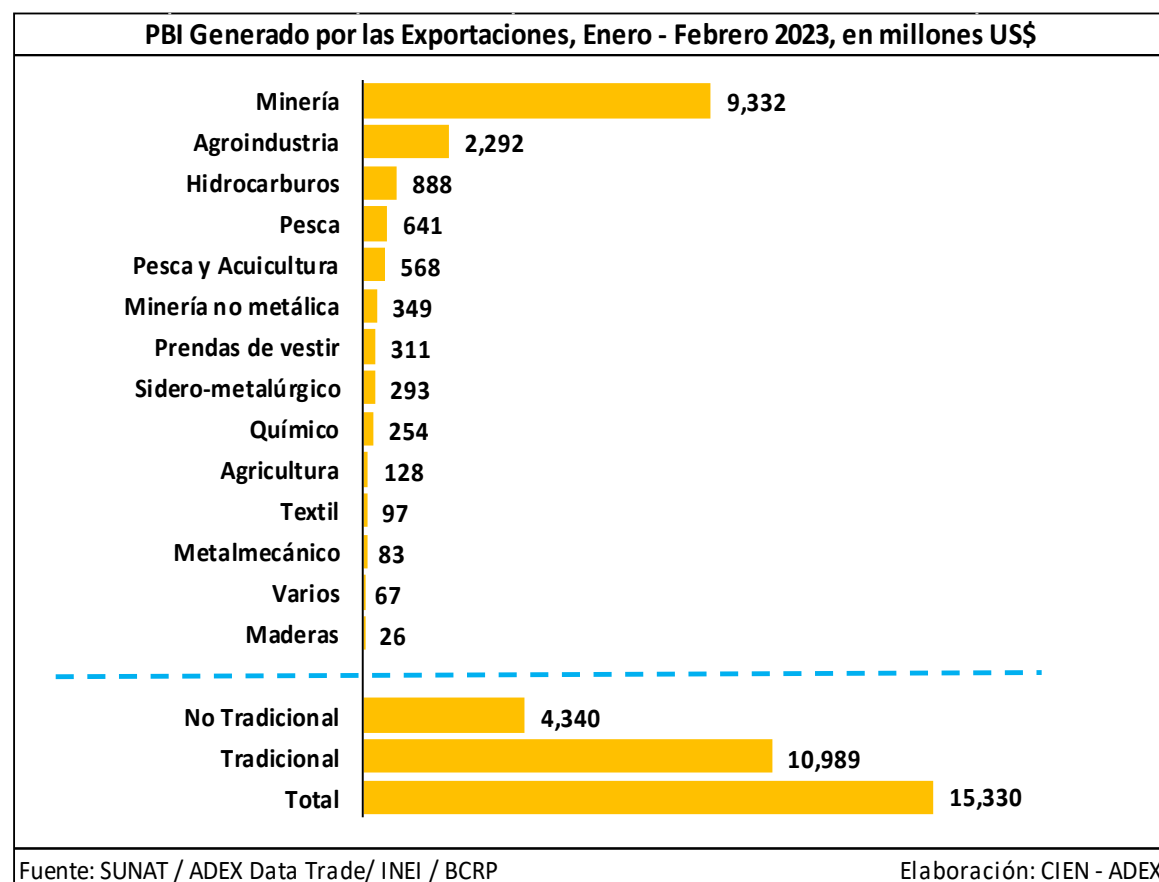 PBI Generado por las Exportaciones, Enero - Febrero 2023, en millones US$
Minería 9,332
Agroindustria 2,292
Hidrocarburos 888
Pesca 641
Pesca y Acuicultura 568
Minería no metálica 349
Prendas de vestir 311
Sidero-metalúrgico 293
Químico 254
Agricultura 128
Textil 97
Metalmecánico 83
Varios 67
Maderas 26
No Tradicional 4,340
Tradicional 10,989
Total 15,330
Fuente: SUNAT / ADEX Data Trade/ INEI / BCRP Elaboración: CIEN - ADEX